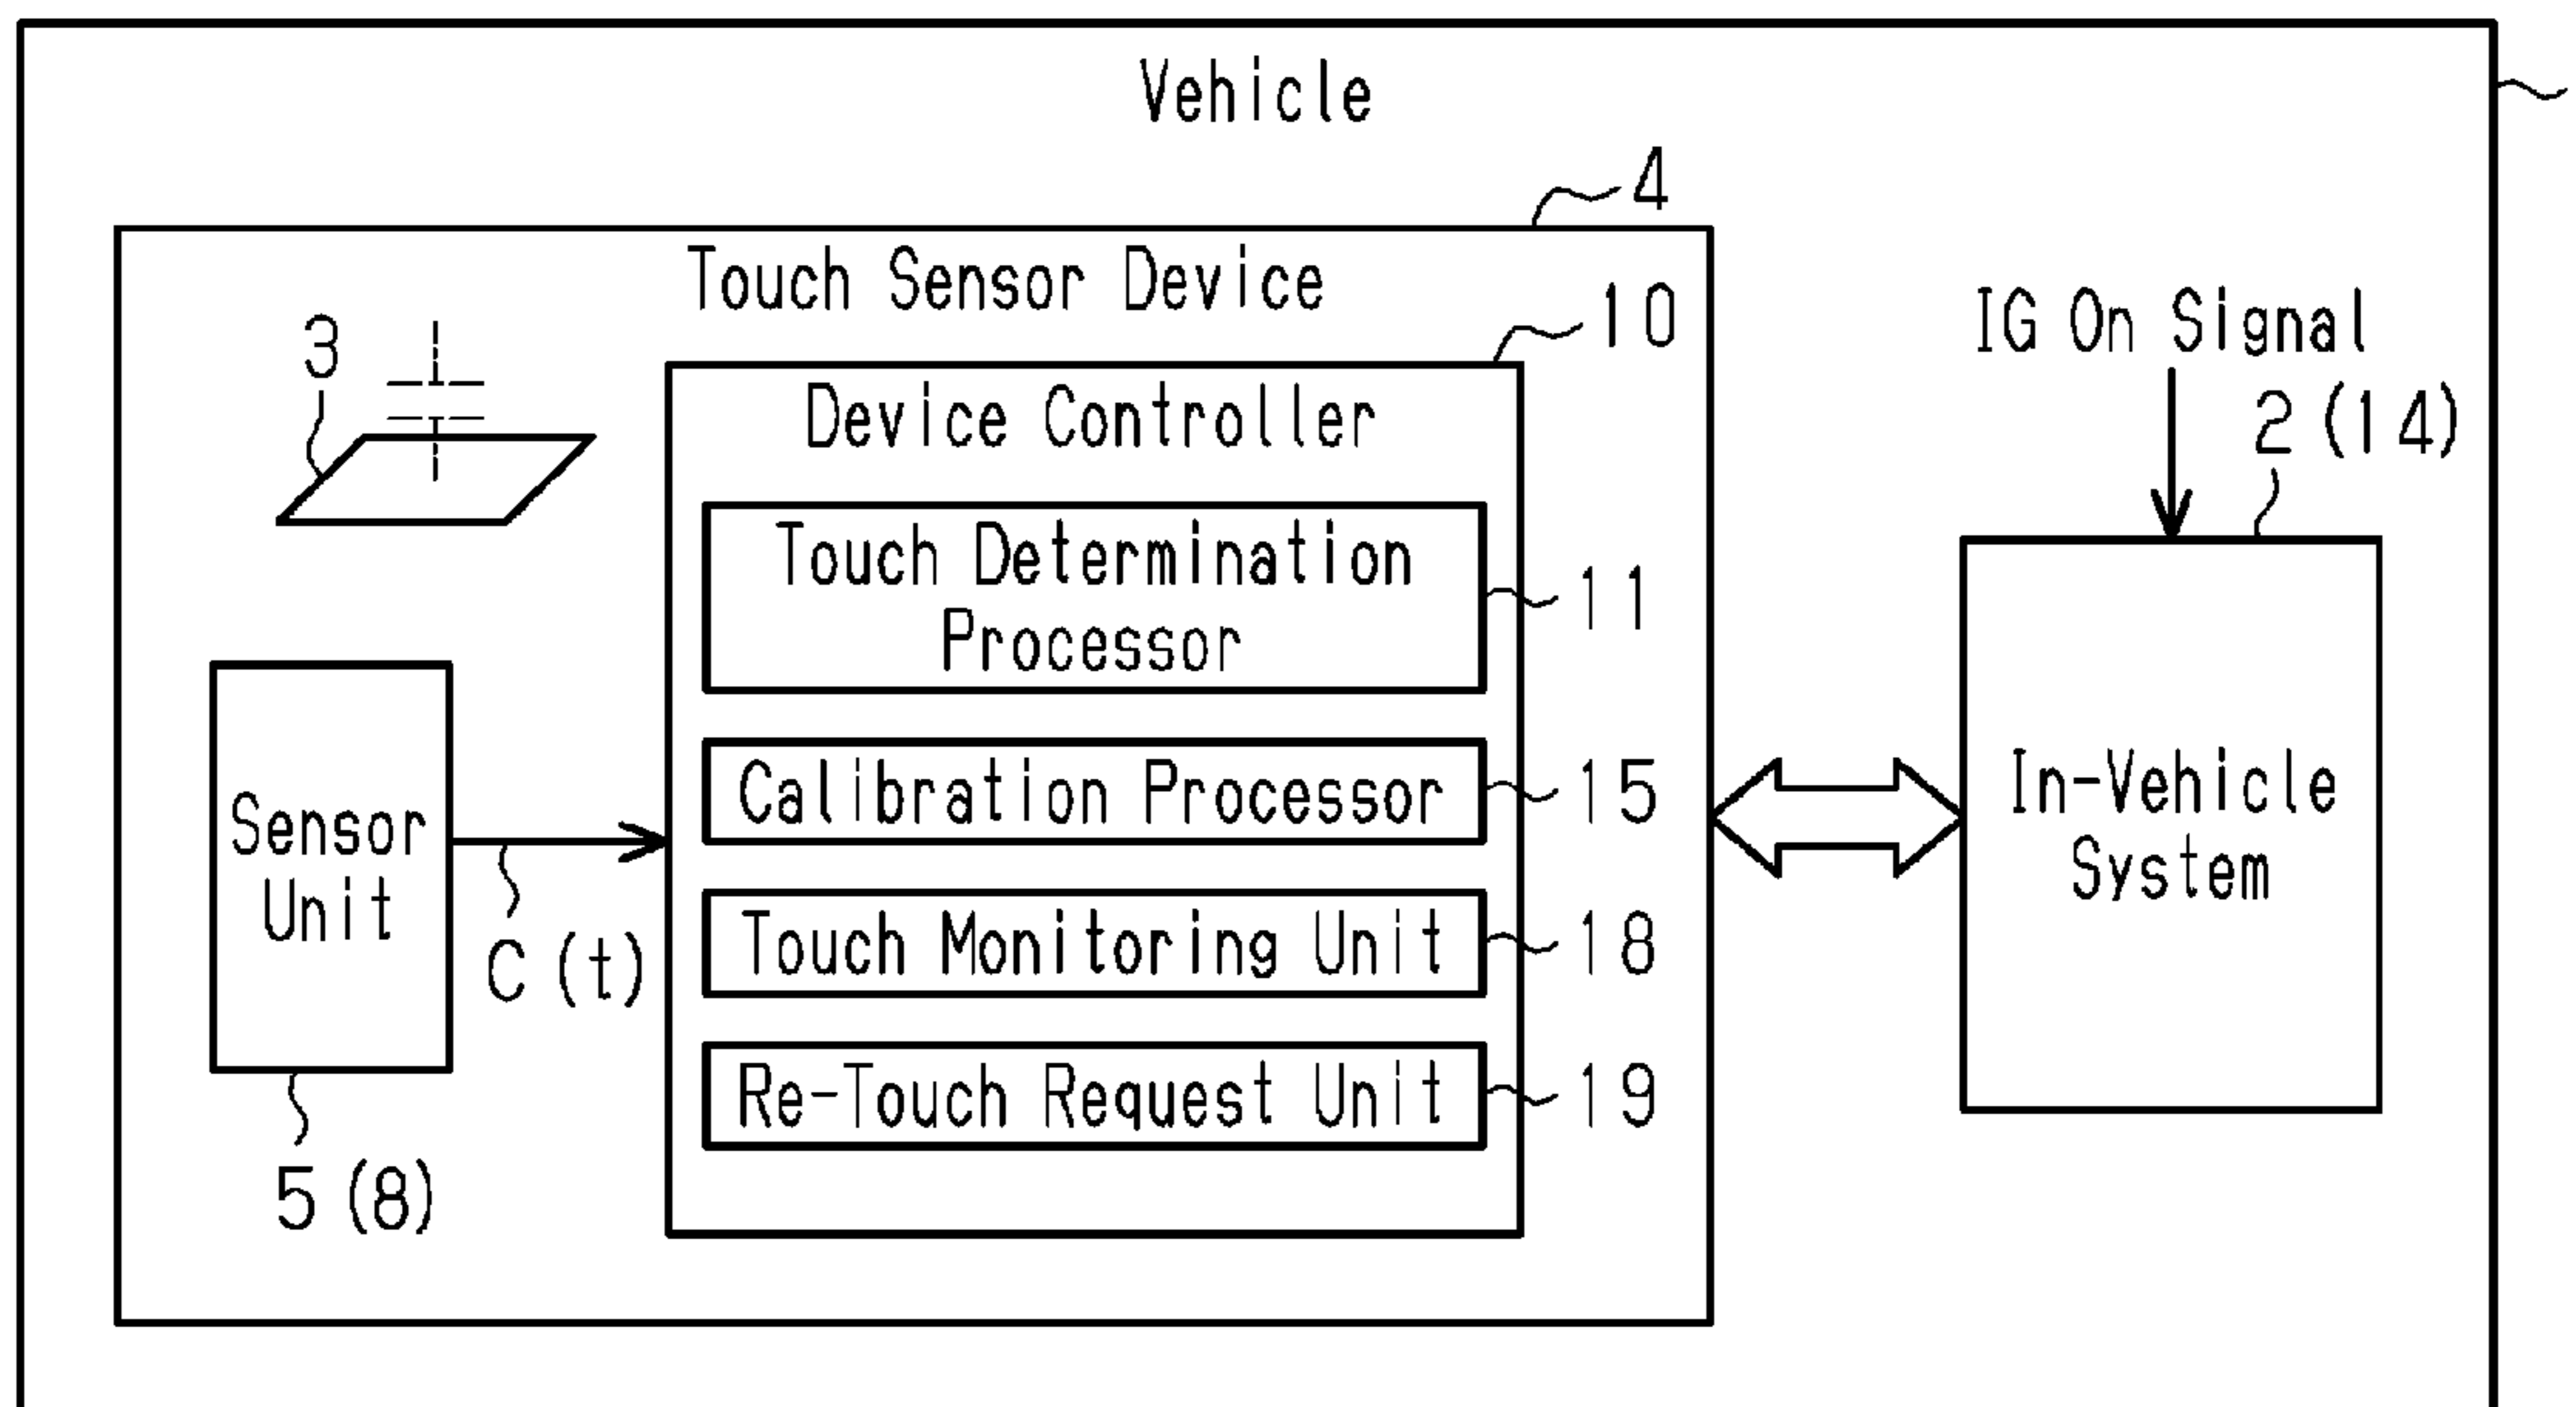 Vehicle
4
Touch Sensor Device
10
3
IG On Signal
2 (14)
Device Controller
Touch Determination
Processor
11
Calibration Processor
15
Sensor
Unit
C (t)
In-Vehicle
System
Touch Monitoring Unit
18
Re-Touch Request Unit
19
5 (8)